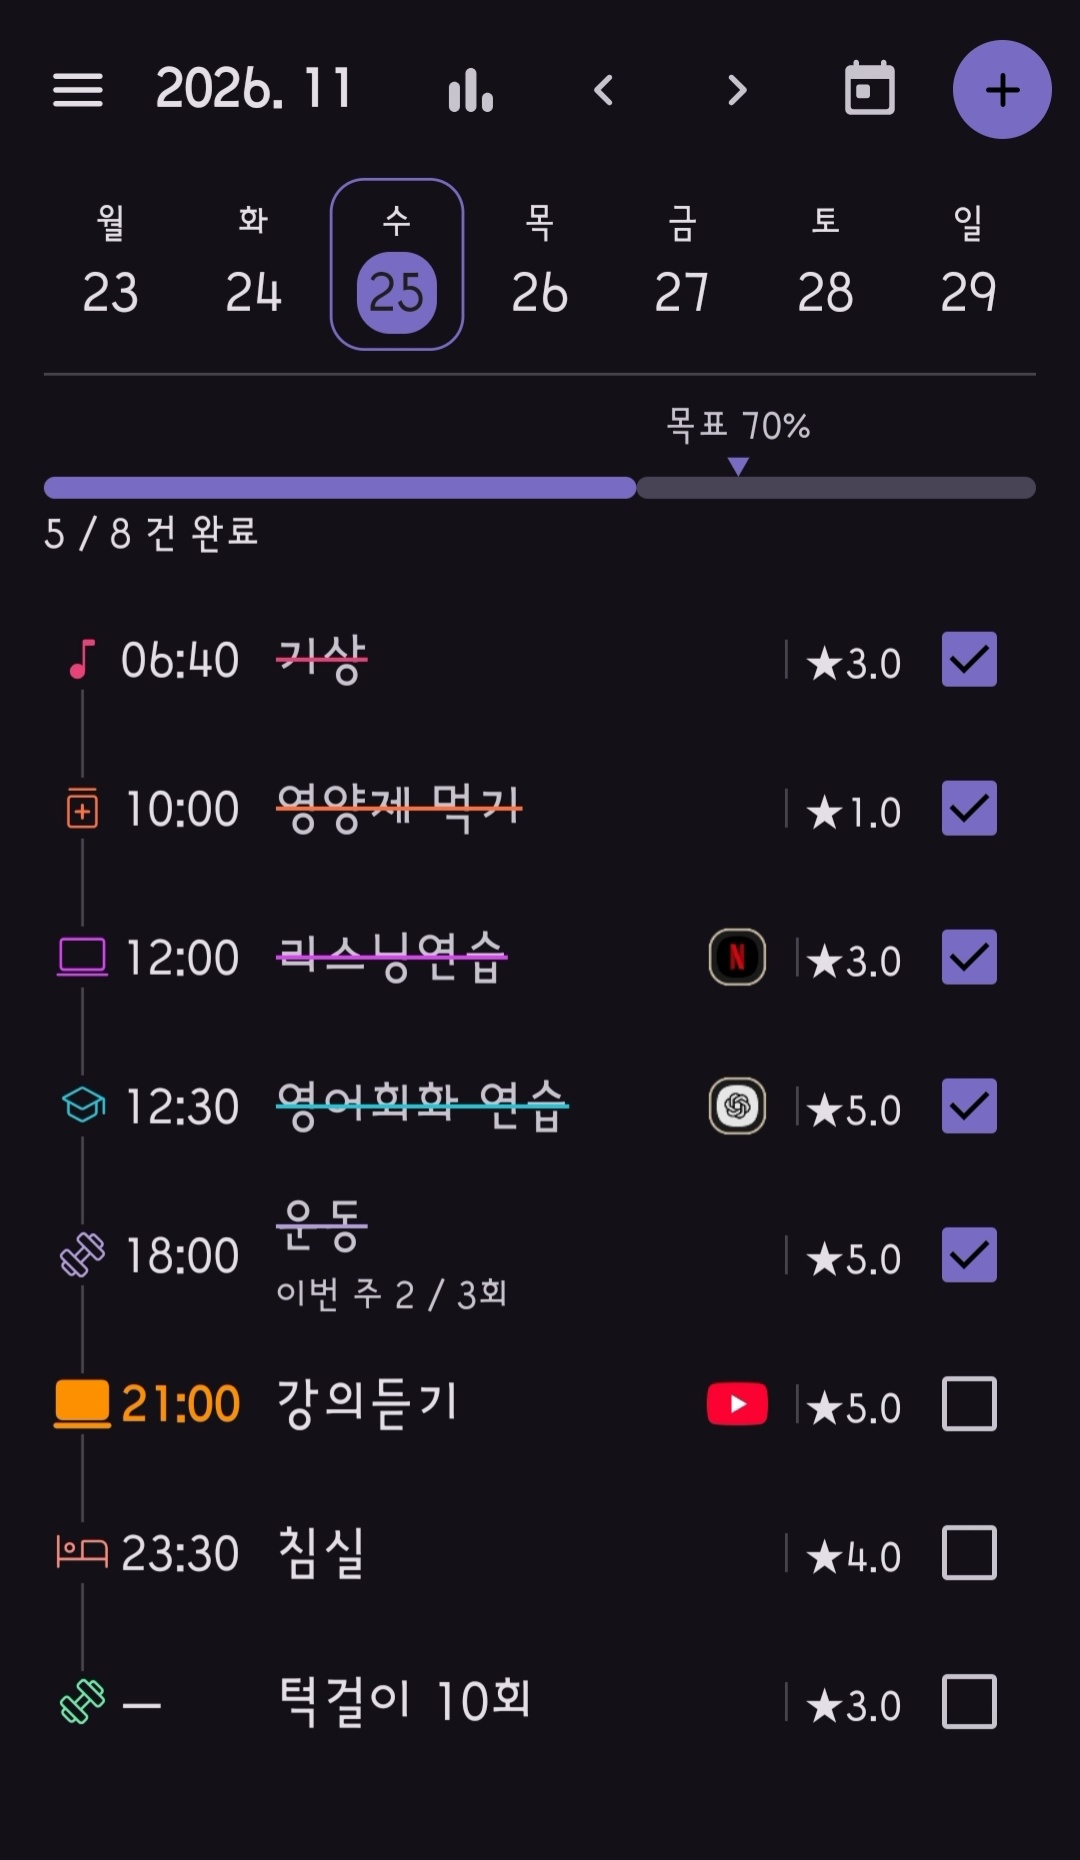 2026. 11
월 화 수 목 금 토 일
23 24 25 26 27 28 29
목표 70%
5 / 8 건 완료
06:40 기상 ★3.0
10:00 영양제 먹기 ★1.0
12:00 리스닝연습 N ★3.0
12:30 영어회화 연습 ★5.0
18:00 운동 ★5.0
이번 주 2 / 3회
21:00 강의듣기 ★5.0
23:30 침실 ★4.0
— 턱걸이 10회 ★3.0